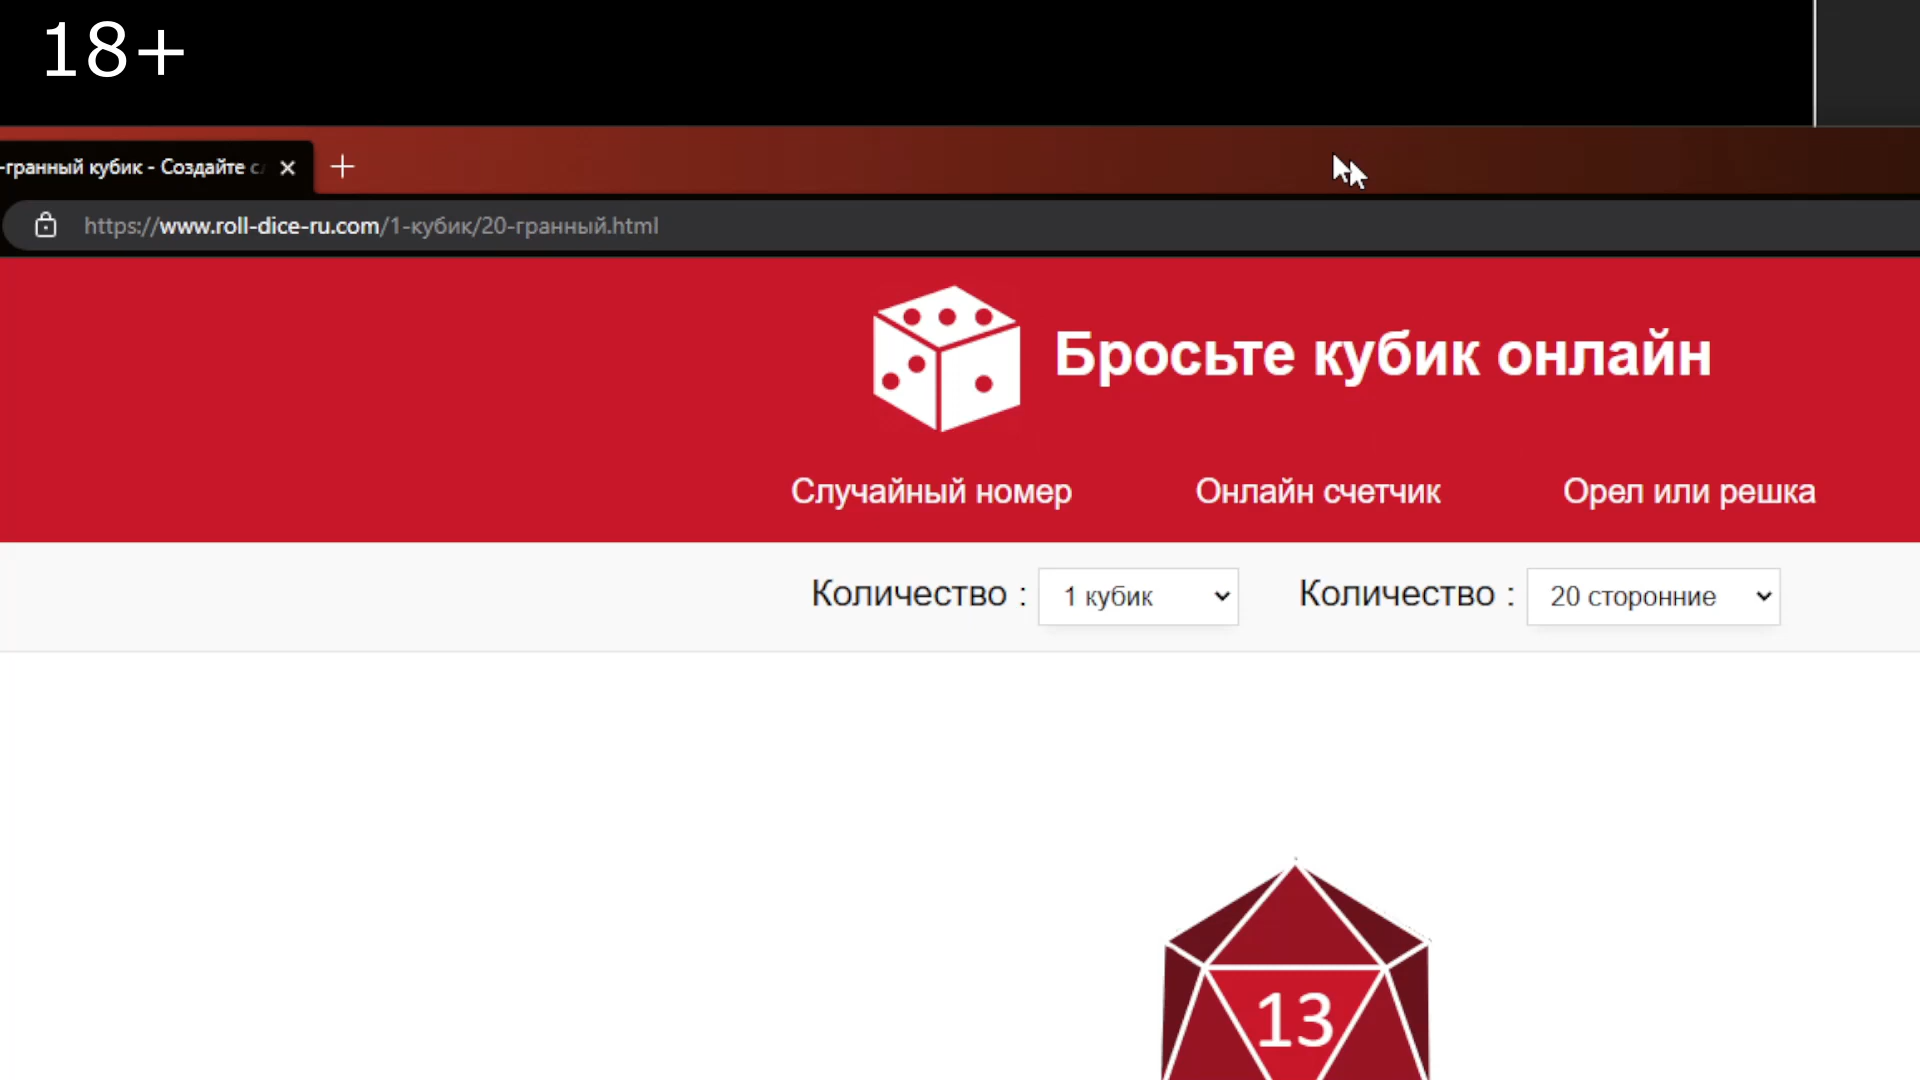 18+
-гранный кубик - Создайте
https://www.roll-dice-ru.com/1-кубик/20-гранный.html
Бросьте кубик онлайн
Случайный номер Онлайн счетчик Орел или решка
Количество : 1 кубик Количество : 20 сторонние
13